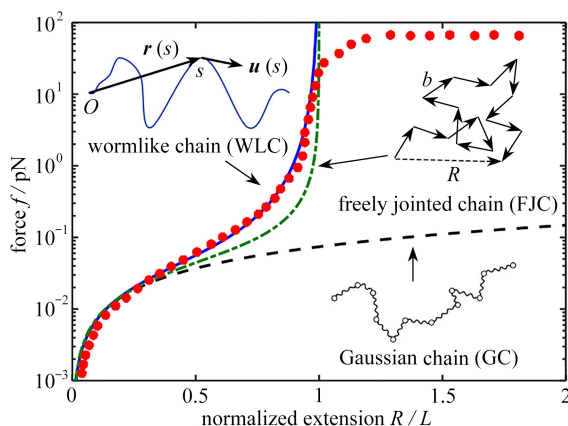 10²
10¹
10⁰
10⁻¹
10⁻²
10⁻³
force f / pN
r (s)
u (s)
s
O
wormlike chain (WLC)
b
R
freely jointed chain (FJC)
Gaussian chain (GC)
0
0.5
1
1.5
2
normalized extension R / L